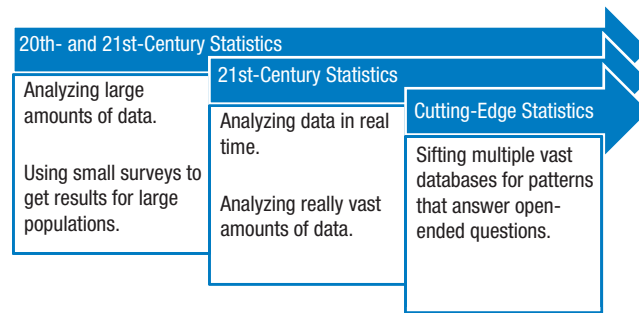 20th- and 21st-Century Statistics
Analyzing large
amounts of data.
Using small surveys to
get results for large
populations.
21st-Century Statistics
Analyzing data in real
time.
Analyzing really vast
amounts of data.
Cutting-Edge Statistics
Sifting multiple vast
databases for patterns
that answer open-
ended questions.